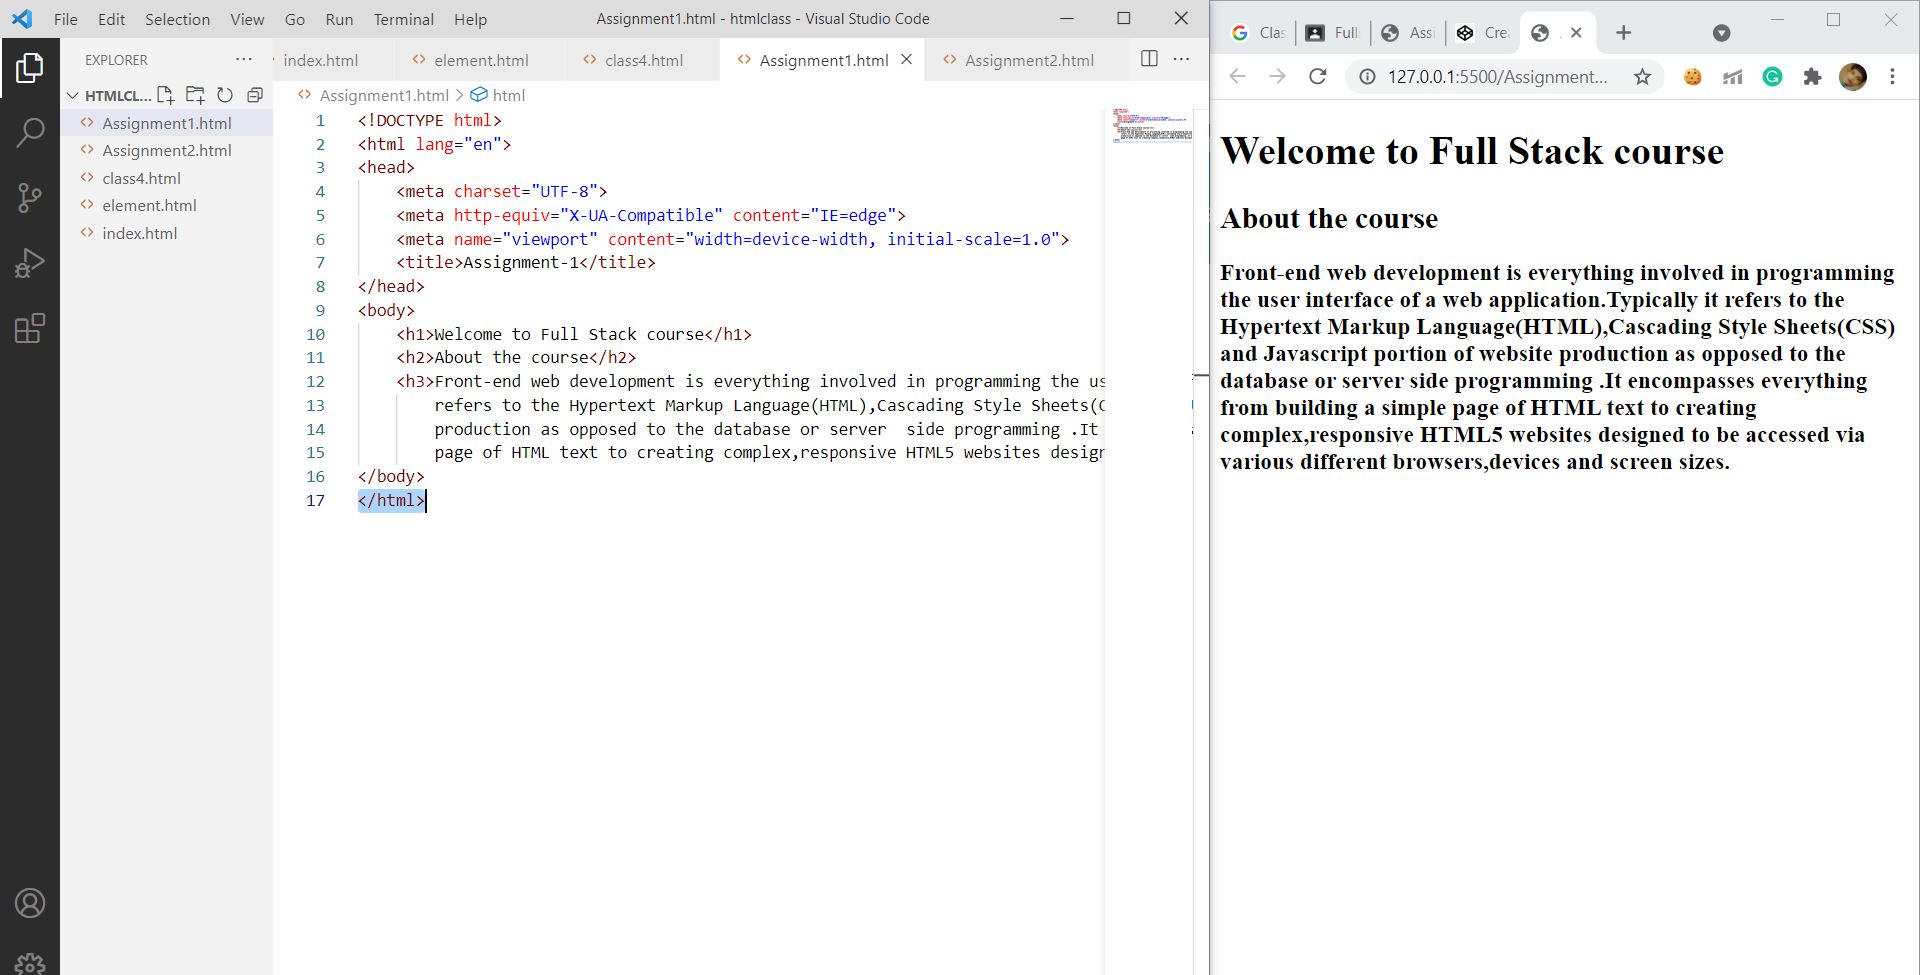 File Edit Selection View Go Run Terminal Help
Assignment1.html - htmlclass - Visual Studio Code
EXPLORER
HTMLCL...
Assignment1.html
Assignment2.html
class4.html
element.html
index.html
index.html element.html class4.html Assignment1.html Assignment2.html
Assignment1.html > html
1 <!DOCTYPE html>
2 <html lang="en">
3 <head>
4 <meta charset="UTF-8">
5 <meta http-equiv="X-UA-Compatible" content="IE=edge">
6 <meta name="viewport" content="width=device-width, initial-scale=1.0">
7 <title>Assignment-1</title>
8 </head>
9 <body>
10 <h1>Welcome to Full Stack course</h1>
11 <h2>About the course</h2>
12 <h3>Front-end web development is everything involved in programming the us
13 refers to the Hypertext Markup Language(HTML),Cascading Style Sheets(C
14 production as opposed to the database or server  side programming .It
15 page of HTML text to creating complex,responsive HTML5 websites design
16 </body>
17 </html>
Clas Full Assi Crea
127.0.0.1:5500/Assignment...
Welcome to Full Stack course
About the course
Front-end web development is everything involved in programming
the user interface of a web application.Typically it refers to the
Hypertext Markup Language(HTML),Cascading Style Sheets(CSS)
and Javascript portion of website production as opposed to the
database or server side programming .It encompasses everything
from building a simple page of HTML text to creating
complex,responsive HTML5 websites designed to be accessed via
various different browsers,devices and screen sizes.